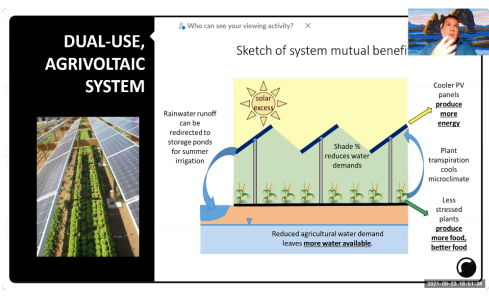 Who can see your viewing activity?
DUAL-USE,
AGRIVOLTAIC
SYSTEM
Sketch of system mutual benefi
solar
excess
Rainwater runoff
can be
redirected to
storage ponds
for summer
irrigation
Shade %
reduces water
demands
Cooler PV
panels
produce
more
energy
Plant
transpiration
cools
microclimate
Less
stressed
plants
produce
more food,
better food
Reduced agricultural water demand
leaves more water available.
2021-09-23 18:51:28